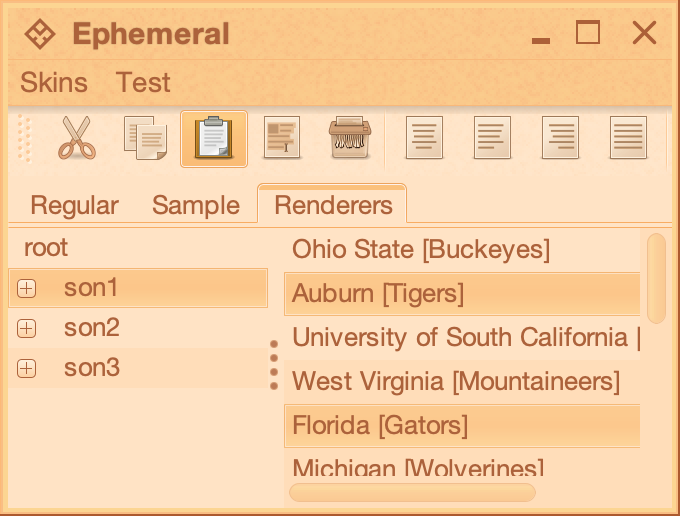 Ephemeral
Skins Test
Regular Sample Renderers
root
son1
son2
son3
Ohio State [Buckeyes]
Auburn [Tigers]
University of South California [
West Virginia [Mountaineers]
Florida [Gators]
Michigan [Wolverines]